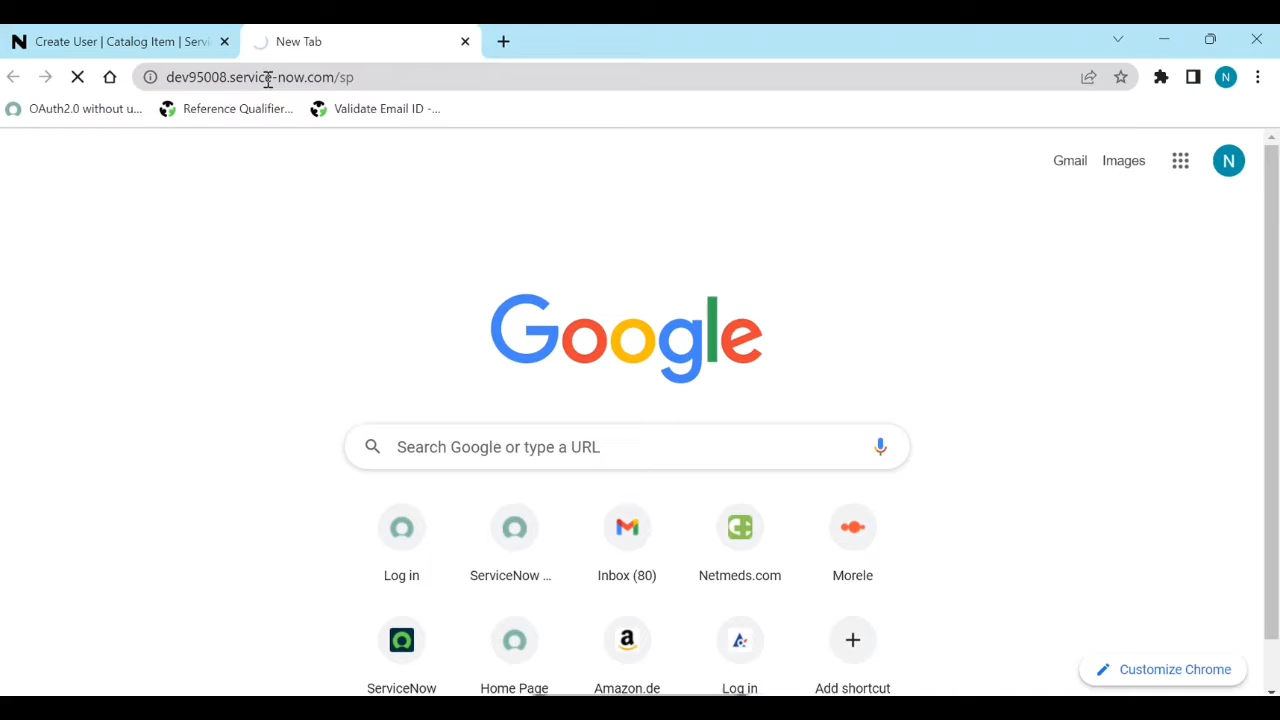 Create User | Catalog Item | Servi
New Tab
dev95008.service-now.com/sp
N
OAuth2.0 without u...
Reference Qualifier...
Validate Email ID -...
Gmail
Images
N
Google
Search Google or type a URL
Log in
ServiceNow ...
Inbox (80)
Netmeds.com
Morele
ServiceNow
Home Page
Amazon.de
Log in
Add shortcut
Customize Chrome